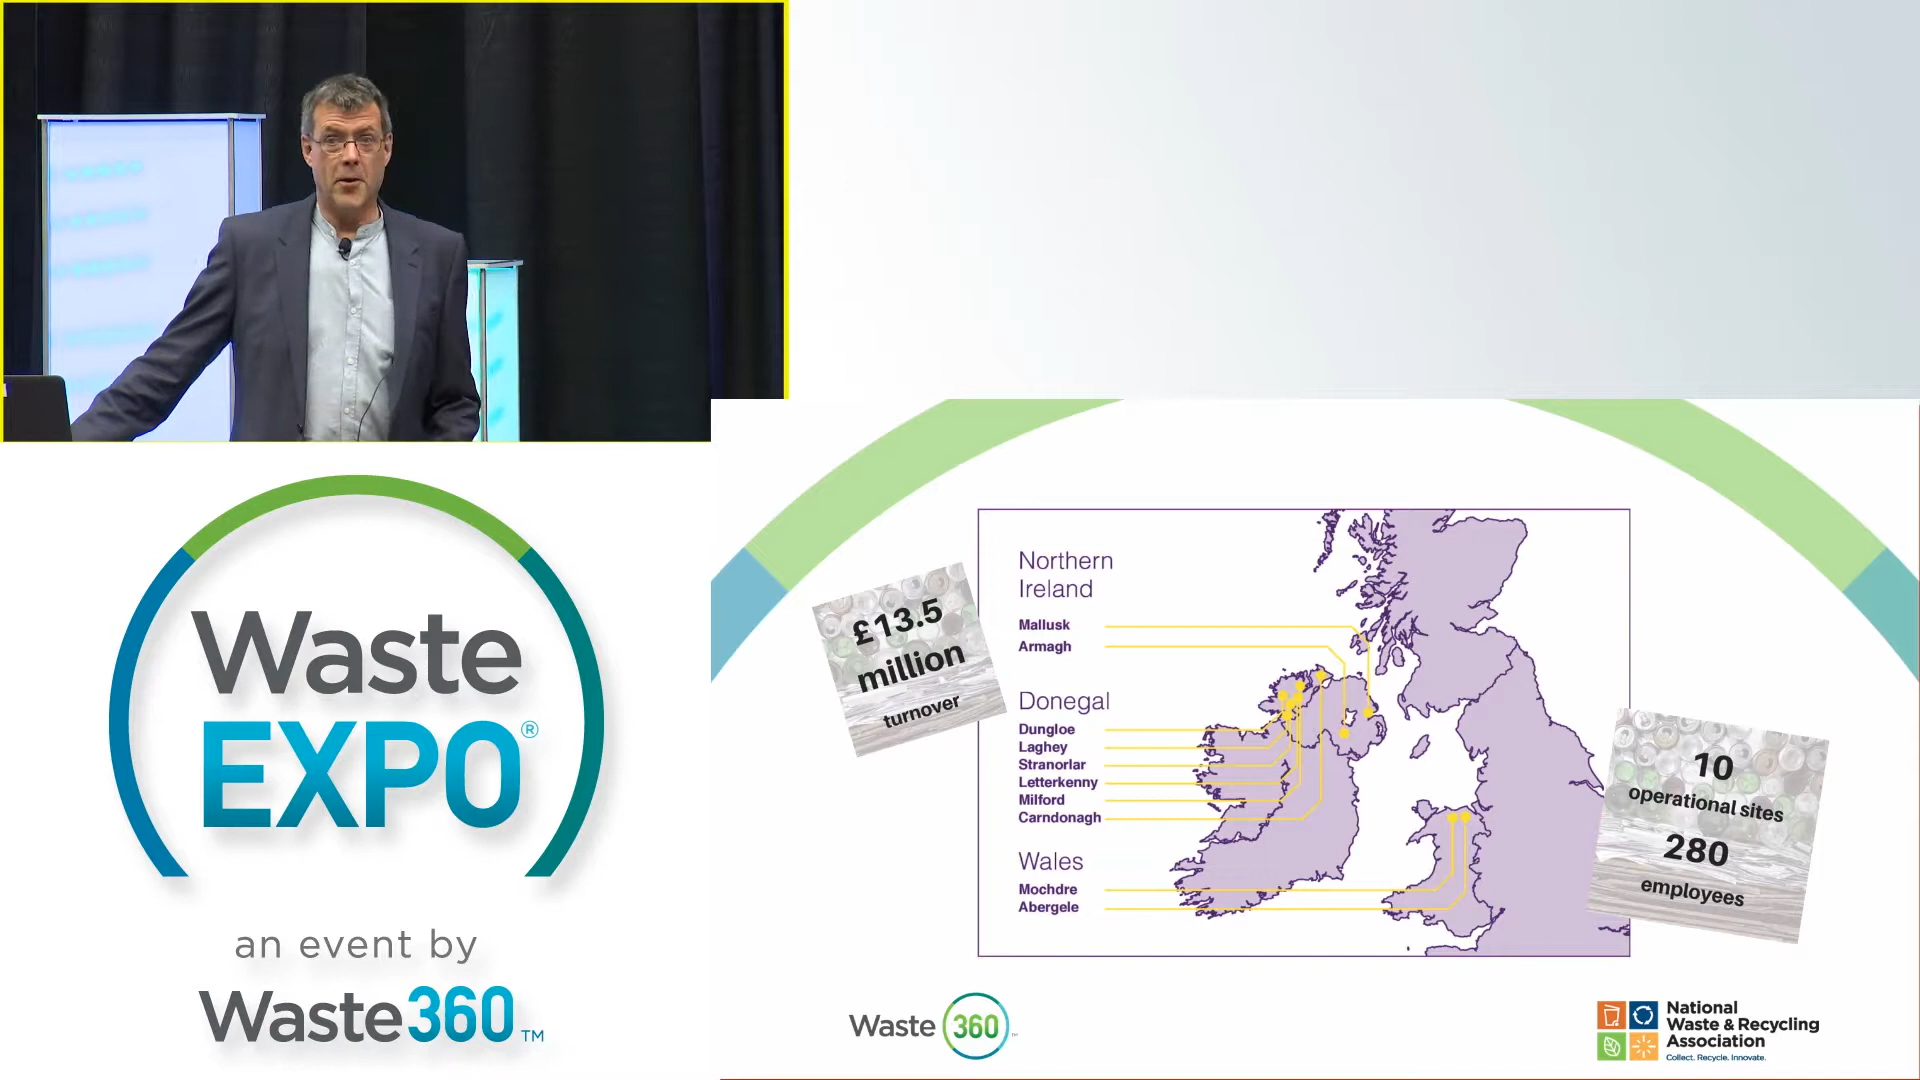 Waste
EXPO®
an event by
Waste360™
£13.5
million
turnover
Northern
Ireland
Mallusk
Armagh
Donegal
Dungloe
Laghey
Stranorlar
Letterkenny
Milford
Carndonagh
Wales
Mochdre
Abergele
10
operational sites
280
employees
Waste 360
National
Waste & Recycling
Association
Collect. Recycle. Innovate.